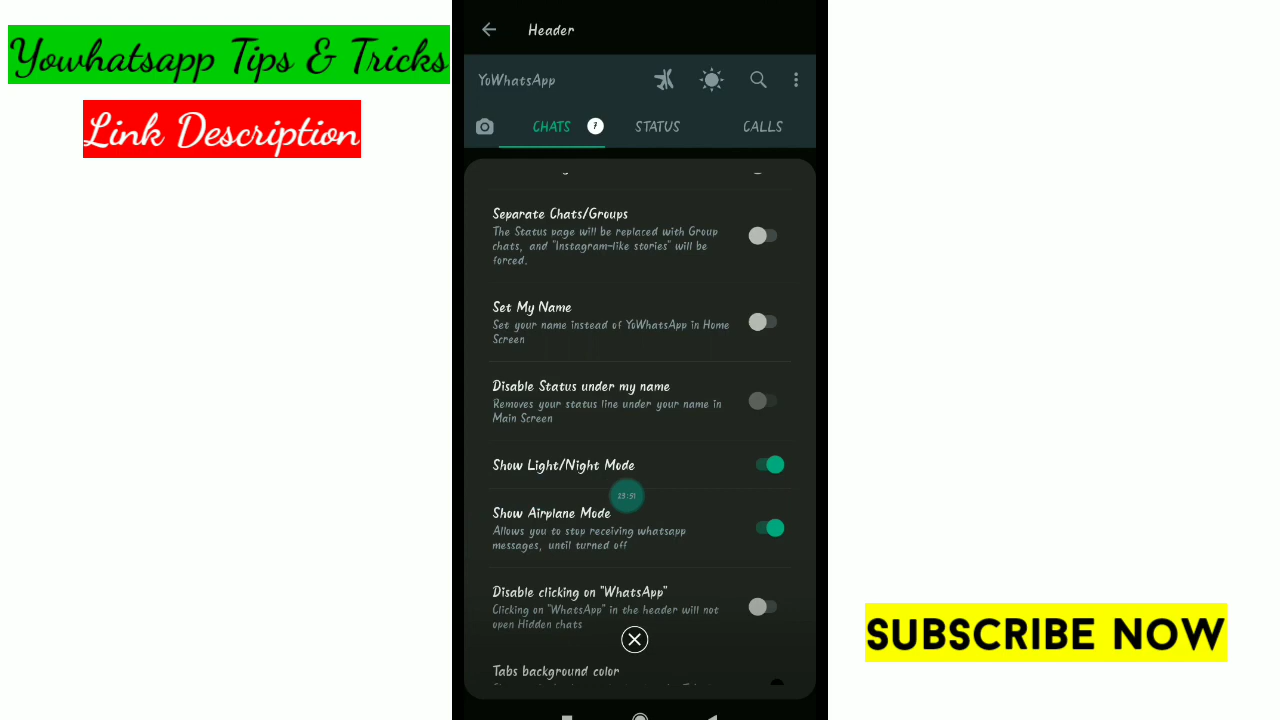 Yowhatsapp Tips & Tricks
Link Description
Header
YoWhatsApp
CHATS 7 STATUS CALLS
Separate Chats/Groups
The Status page will be replaced with Group
chats, and "Instagram-like stories" will be
forced.
Set My Name
Set your name instead of YoWhatsApp in Home
Screen
Disable Status under my name
Removes your status line under your name in
Main Screen
Show Light/Night Mode
23:51
Show Airplane Mode
Allows you to stop receiving whatsapp
messages, until turned off
Disable clicking on "WhatsApp"
Clicking on "WhatsApp" in the header will not
open Hidden chats
Tabs background color
SUBSCRIBE NOW